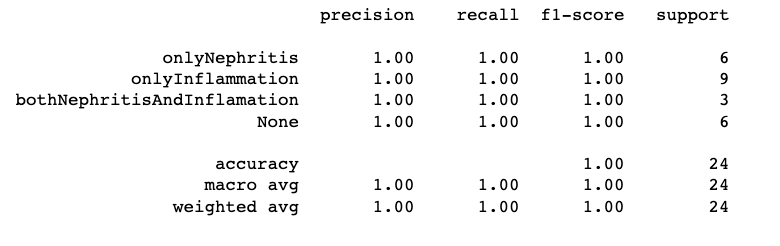 precision recall f1-score support
onlyNephritis 1.00 1.00 1.00 6
onlyInflammation 1.00 1.00 1.00 9
bothNephritisAndInflamation 1.00 1.00 1.00 3
None 1.00 1.00 1.00 6
accuracy 1.00 24
macro avg 1.00 1.00 1.00 24
weighted avg 1.00 1.00 1.00 24